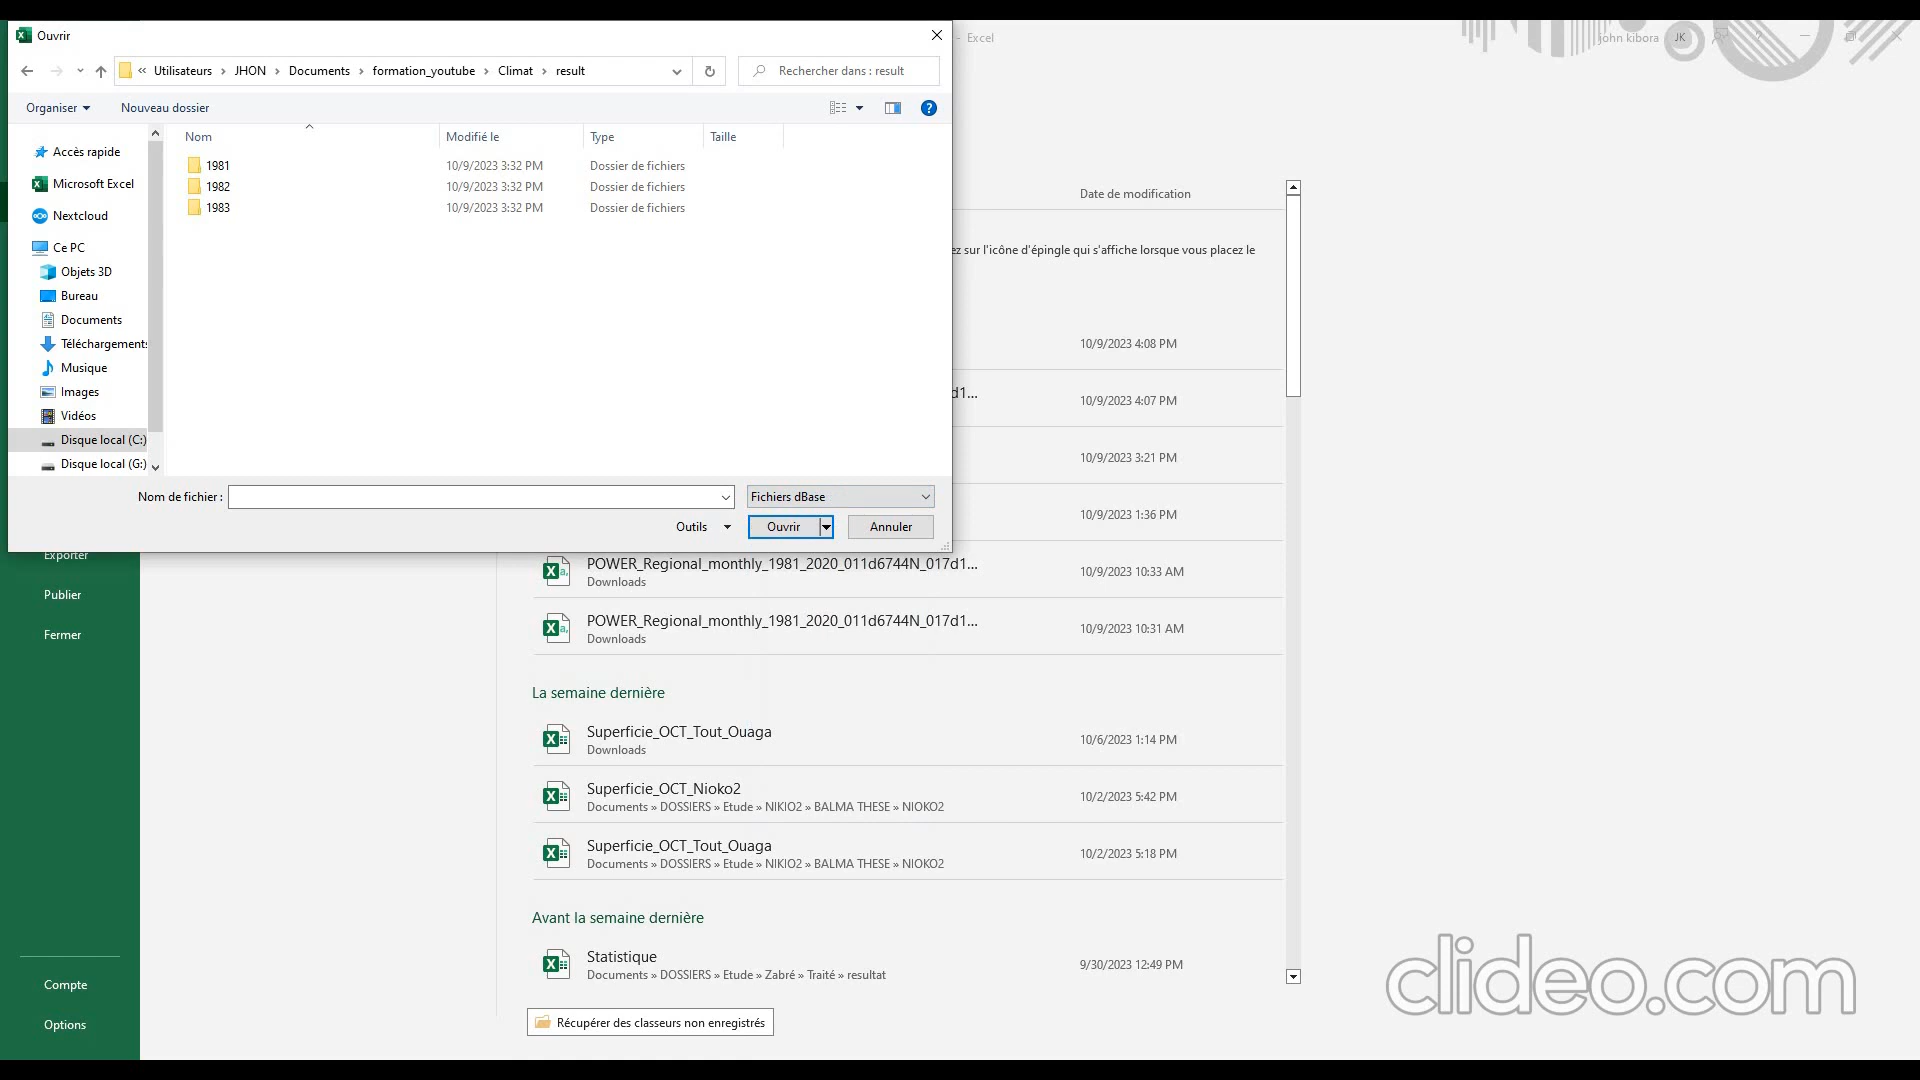 Ouvrir
Excel
john kibora
JK
« Utilisateurs > JHON > Documents > formation_youtube > Climat > result
Rechercher dans : result
Organiser
Nouveau dossier
Nom
Modifié le
Type
Taille
Accès rapide
Microsoft Excel
Nextcloud
Ce PC
Objets 3D
Bureau
Documents
Téléchargements
Musique
Images
Vidéos
Disque local (C:)
Disque local (G:)
1981 10/9/2023 3:32 PM Dossier de fichiers
1982 10/9/2023 3:32 PM Dossier de fichiers
1983 10/9/2023 3:32 PM Dossier de fichiers
Nom de fichier :
Fichiers dBase
Outils
Ouvrir
Annuler
Date de modification
ez sur l'icône d'épingle qui s'affiche lorsque vous placez le
10/9/2023 4:08 PM
d1...
10/9/2023 4:07 PM
10/9/2023 3:21 PM
10/9/2023 1:36 PM
Exporter
Publier
Fermer
POWER_Regional_monthly_1981_2020_011d6744N_017d1...
Downloads
10/9/2023 10:33 AM
POWER_Regional_monthly_1981_2020_011d6744N_017d1...
Downloads
10/9/2023 10:31 AM
La semaine dernière
Superficie_OCT_Tout_Ouaga
Downloads
10/6/2023 1:14 PM
Superficie_OCT_Nioko2
Documents » DOSSIERS » Etude » NIKIO2 » BALMA THESE » NIOKO2
10/2/2023 5:42 PM
Superficie_OCT_Tout_Ouaga
Documents » DOSSIERS » Etude » NIKIO2 » BALMA THESE » NIOKO2
10/2/2023 5:18 PM
Avant la semaine dernière
Statistique
Documents » DOSSIERS » Etude » Zabré » Traité » resultat
9/30/2023 12:49 PM
Compte
Options
Récupérer des classeurs non enregistrés
clideo.com